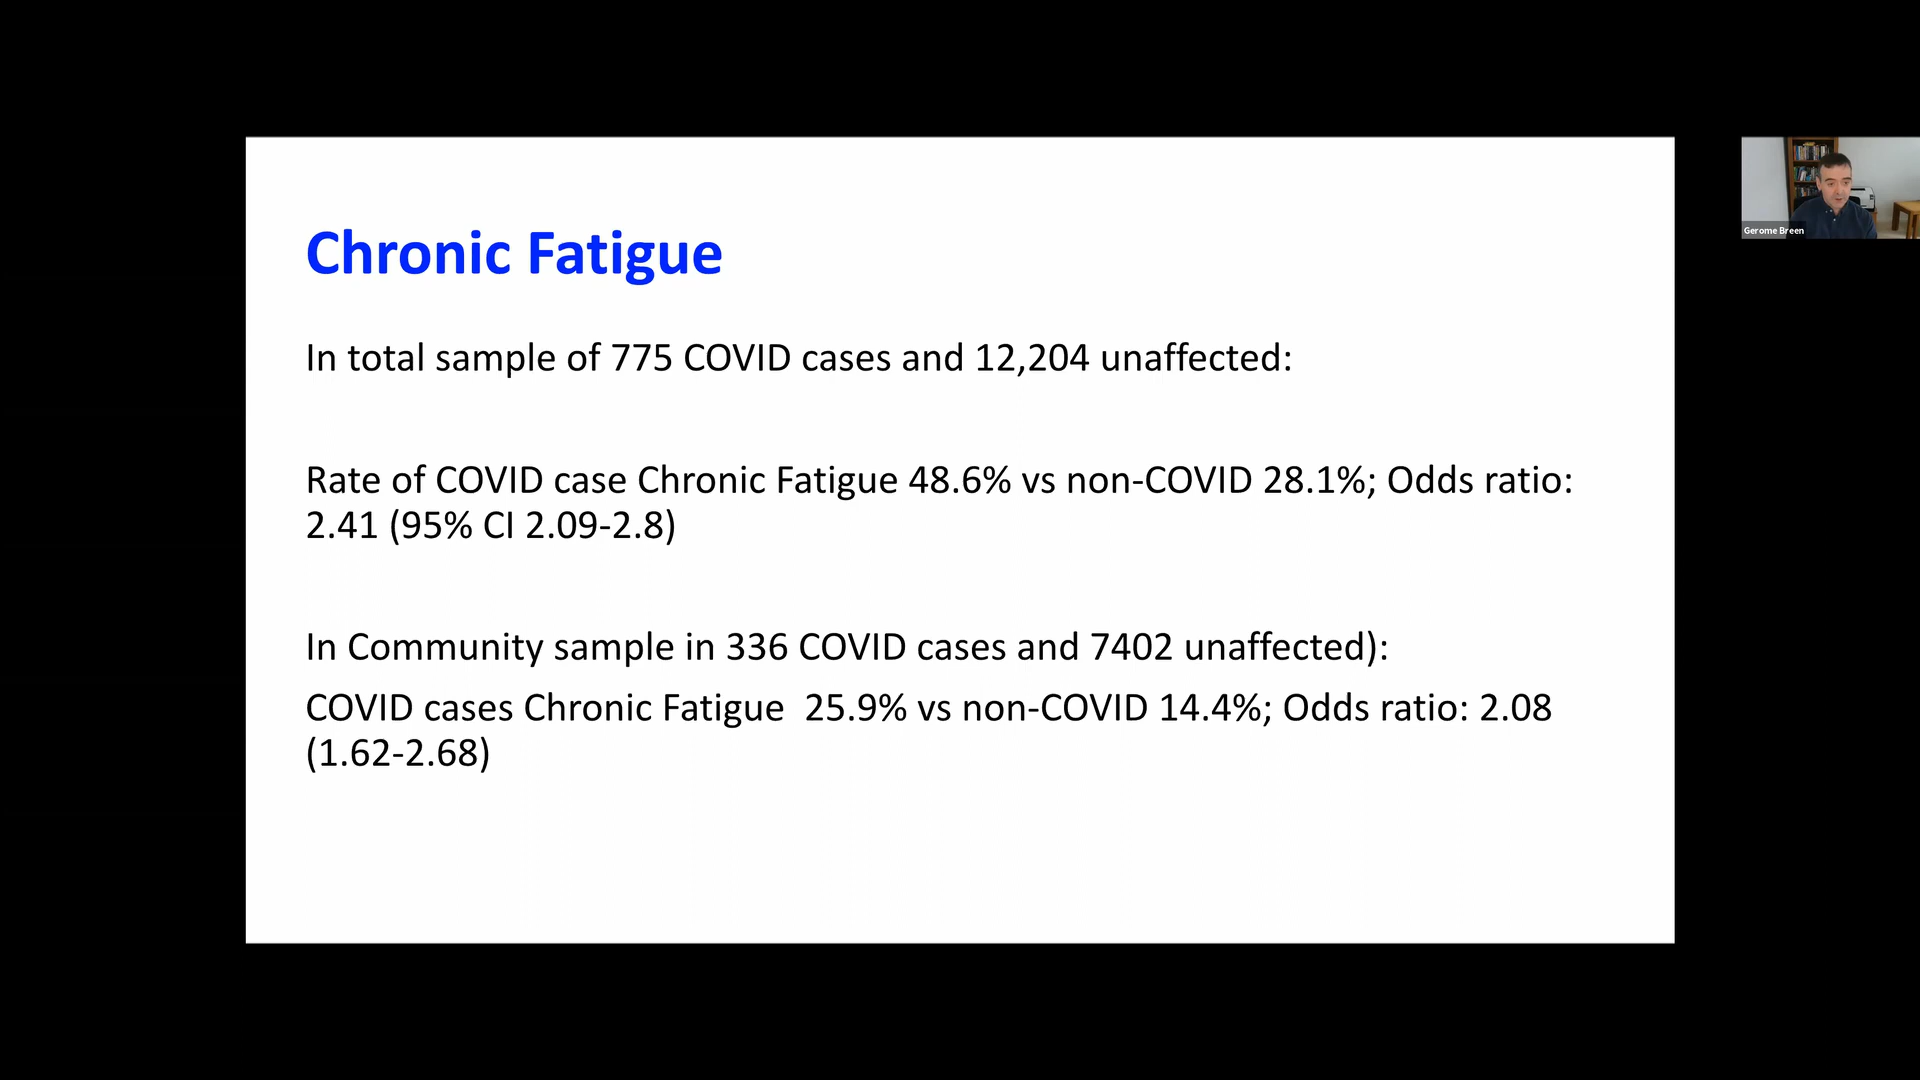 Chronic Fatigue
In total sample of 775 COVID cases and 12,204 unaffected:
Rate of COVID case Chronic Fatigue 48.6% vs non-COVID 28.1%; Odds ratio:
2.41 (95% CI 2.09-2.8)
In Community sample in 336 COVID cases and 7402 unaffected):
COVID cases Chronic Fatigue  25.9% vs non-COVID 14.4%; Odds ratio: 2.08
(1.62-2.68)
Gerome Breen